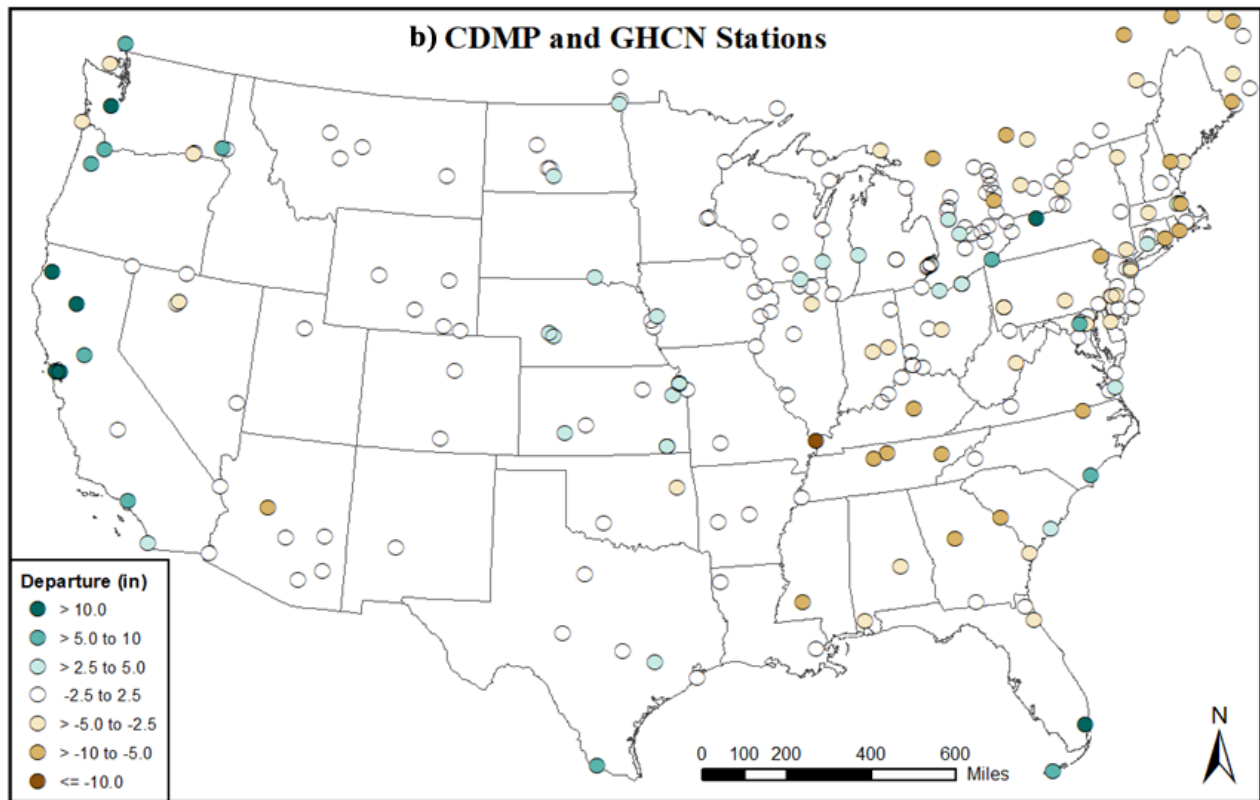 b) CDMP and GHCN Stations
Departure (in)
> 10.0
> 5.0 to 10
> 2.5 to 5.0
-2.5 to 2.5
> -5.0 to -2.5
> -10 to -5.0
<= -10.0
0 100 200 400 600
Miles
N